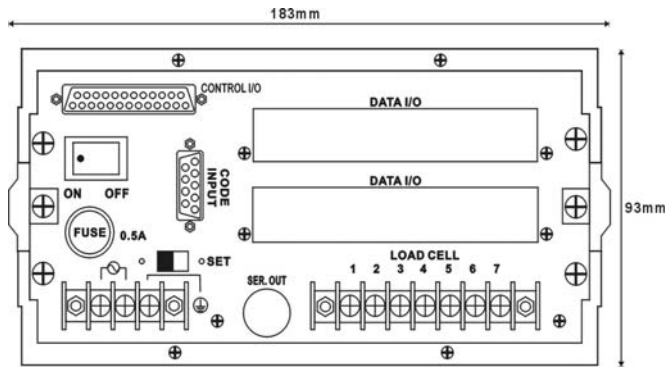 183mm
CONTROL I/O
DATA I/O
CODE INPUT
ON OFF
DATA I/O
93mm
FUSE 0.5A
SET
LOAD CELL
1 2 3 4 5 6 7
SER. OUT